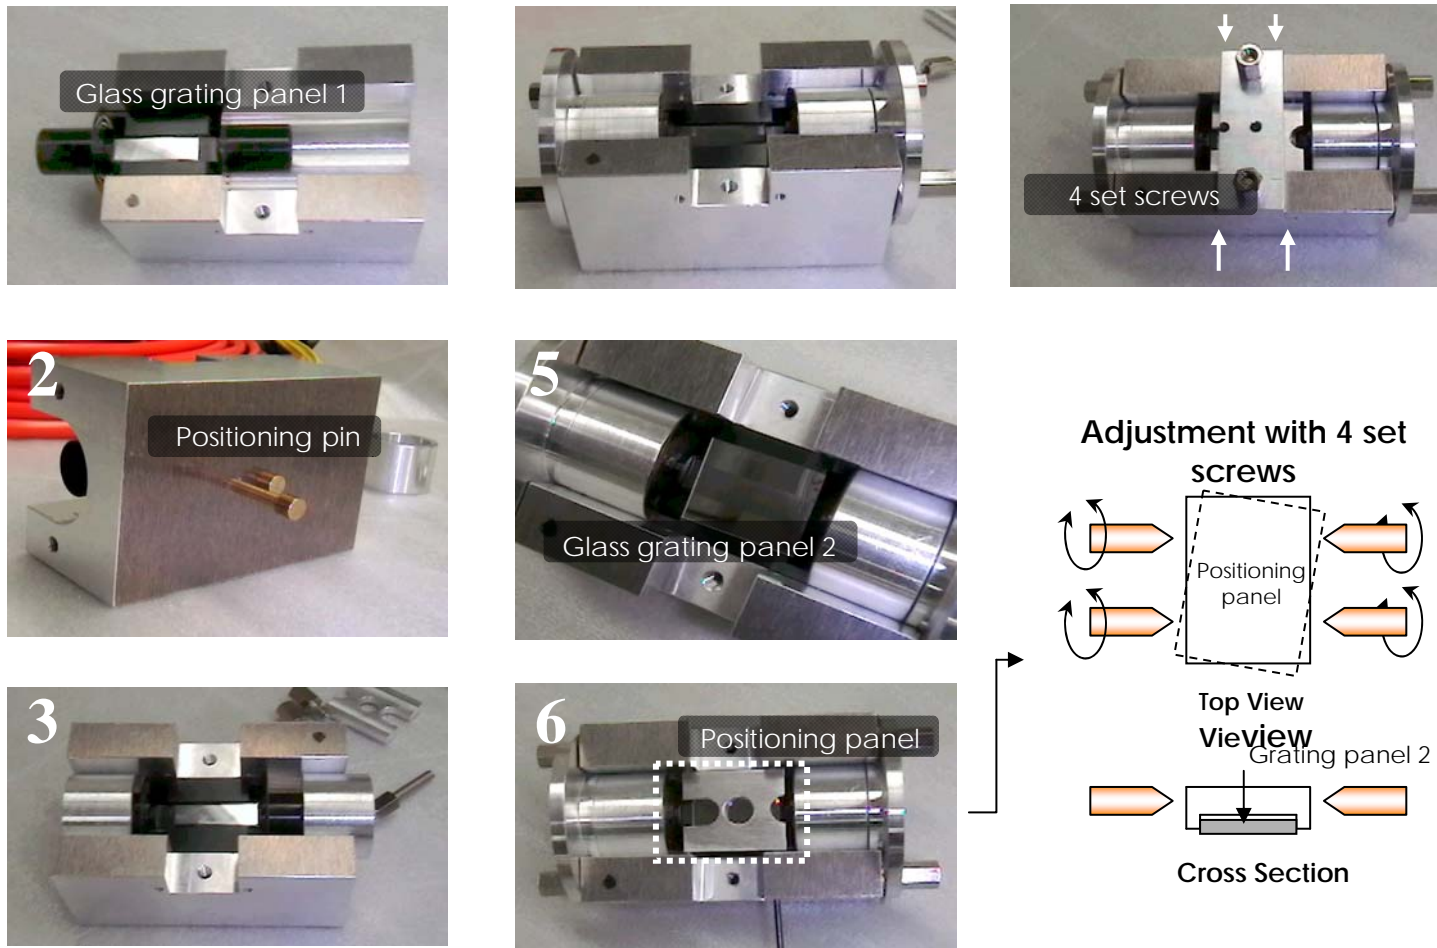 Glass grating panel 1
4 set screws
2
Positioning pin
5
Glass grating panel 2
Adjustment with 4 set
screws
Positioning
panel
Top View
VieView
Grating panel 2
Cross Section
3
6
Positioning panel